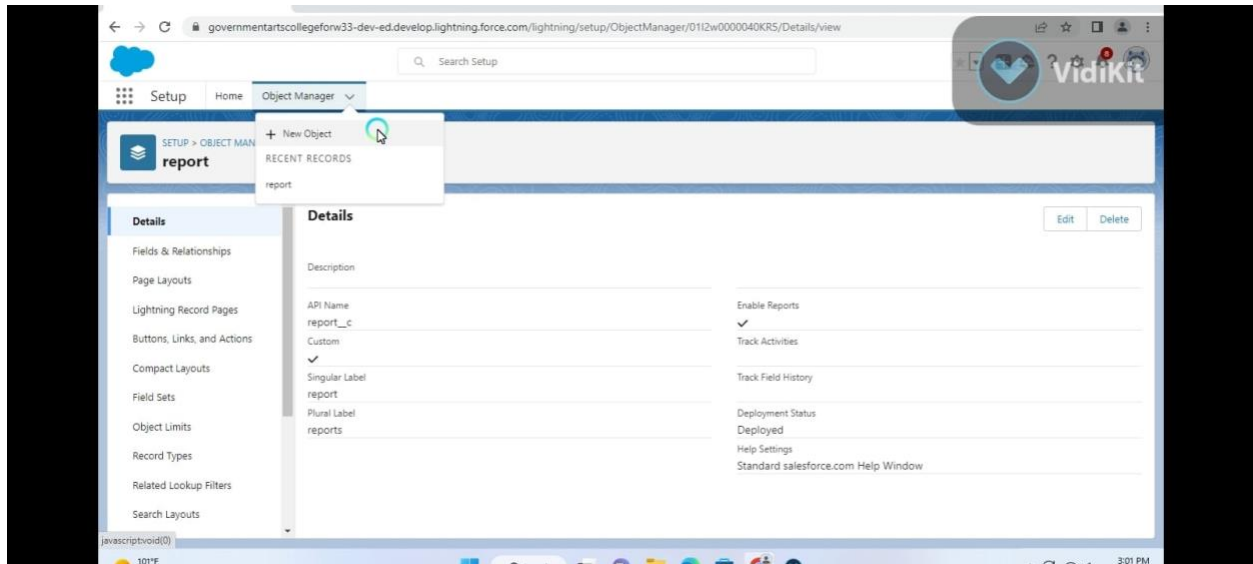 governmentartscollegeforw33-dev-ed.develop.lightning.force.com/lightning/setup/ObjectManager/01I2w0000040KR5/Details/view
Search Setup
VidiKit
8
Setup Home Object Manager
+ New Object
SETUP > OBJECT MAN
report
RECENT RECORDS
report
Details
Details
Edit Delete
Fields & Relationships
Description
Page Layouts
Lightning Record Pages
API Name
report__c
Enable Reports
Buttons, Links, and Actions
Custom
Track Activities
Compact Layouts
Singular Label
report
Track Field History
Field Sets
Plural Label
reports
Deployment Status
Deployed
Object Limits
Help Settings
Standard salesforce.com Help Window
Record Types
Related Lookup Filters
Search Layouts
javascript:void(0)
101°F
3:01 PM